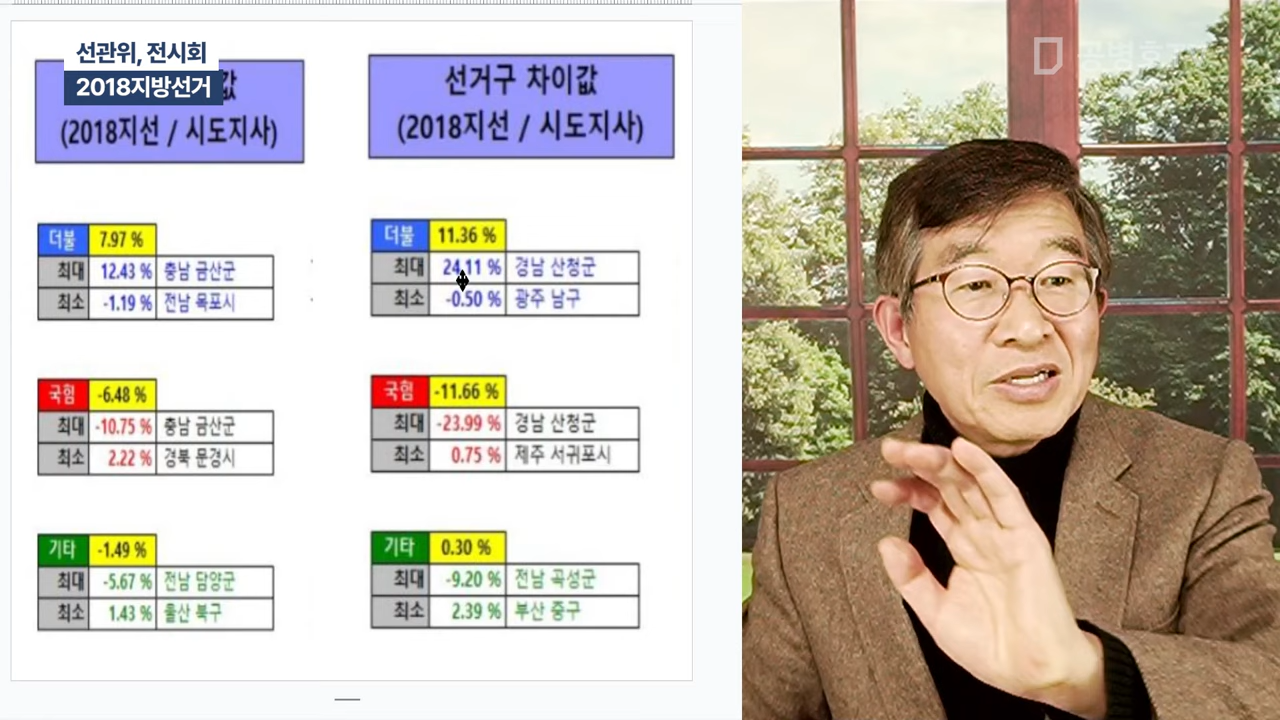 선관위, 전시회
2018지방선거
값
(2018지선 / 시도지사)
더불 7.97 %
최대 12.43 % 충남 금산군
최소 -1.19 % 전남 목포시
국힘 -6.48 %
최대 -10.75 % 충남 금산군
최소 2.22 % 경북 문경시
기타 -1.49 %
최대 -5.67 % 전남 담양군
최소 1.43 % 울산 북구
선거구 차이값
(2018지선 / 시도지사)
더불 11.36 %
최대 24.11 % 경남 산청군
최소 -0.50 % 광주 남구
국힘 -11.66 %
최대 -23.99 % 경남 산청군
최소 0.75 % 제주 서귀포시
기타 0.30 %
최대 -9.20 % 전남 곡성군
최소 2.39 % 부산 중구